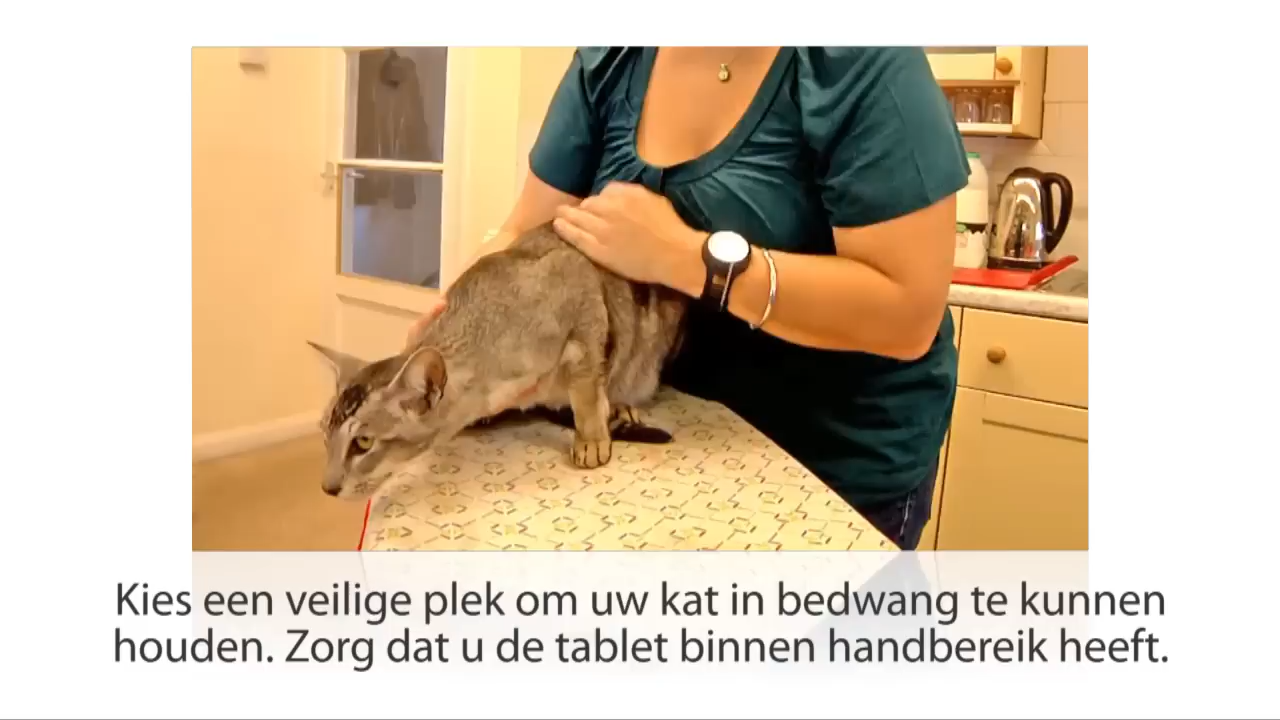 Kies een veilige plek om uw kat in bedwang te kunnen
houden. Zorg dat u de tablet binnen handbereik heeft.